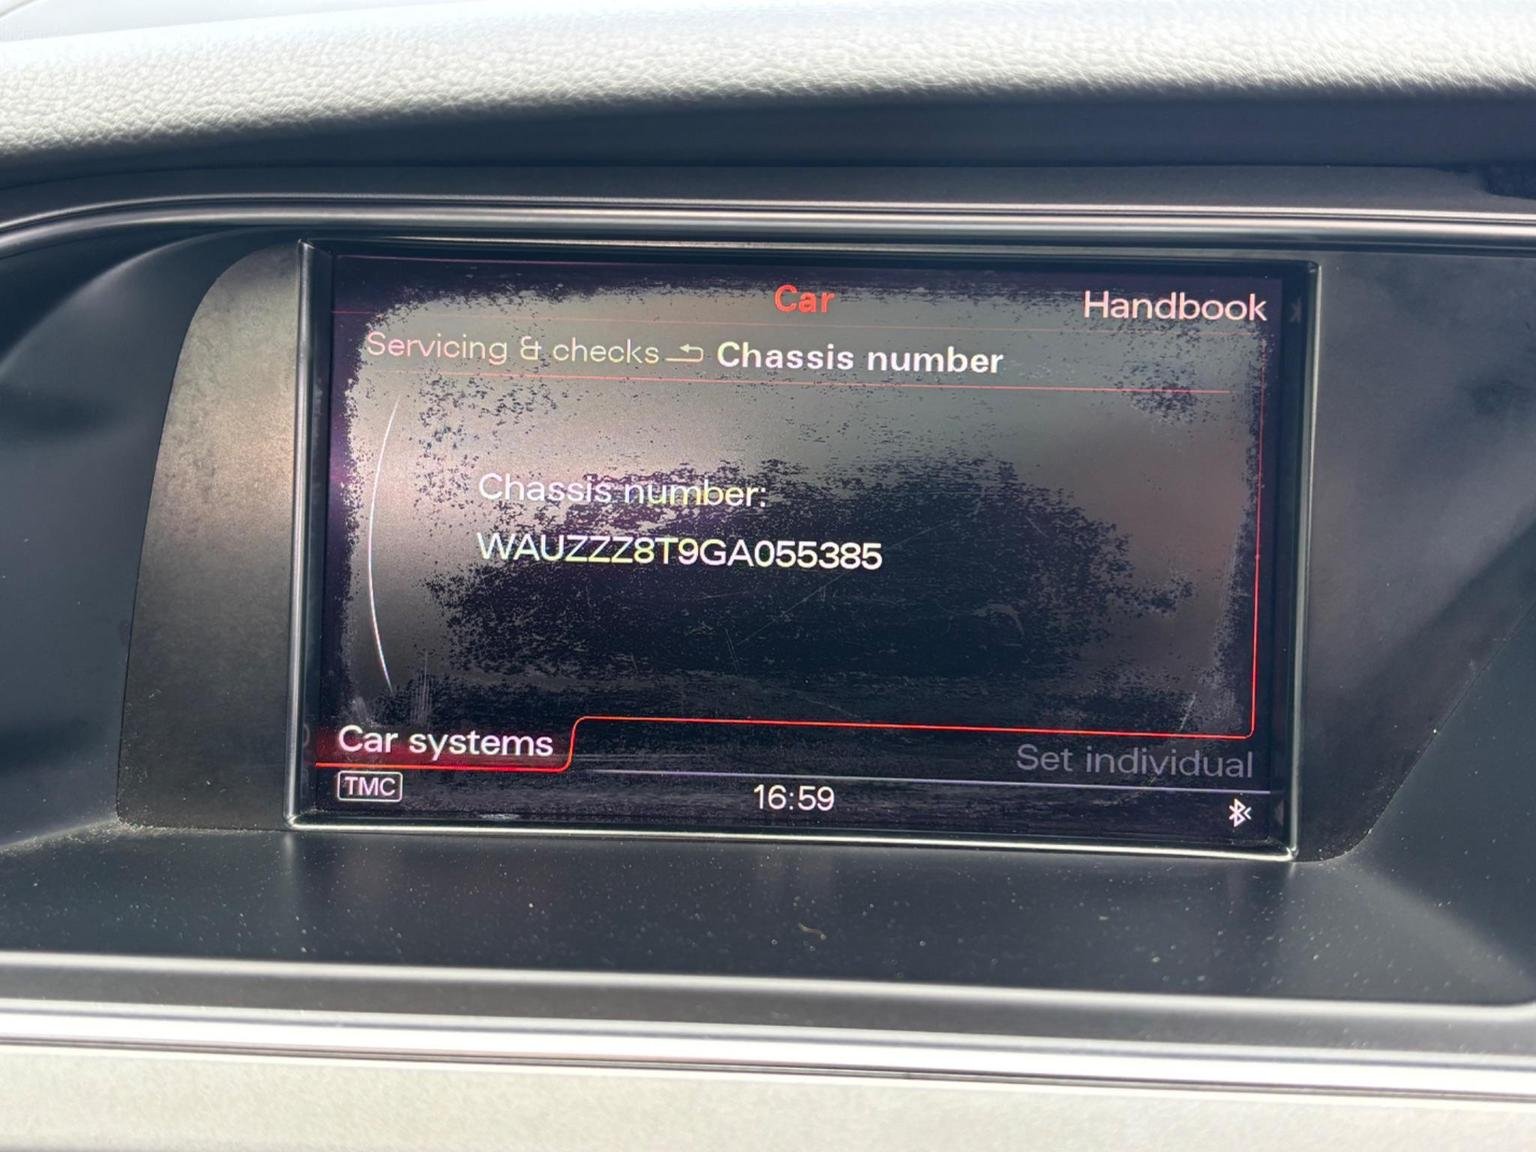 Car
Handbook
Servicing & checks Chassis number
Chassis number:
WAUZZZ8T9GA055385
Car systems
Set individual
TMC
16:59